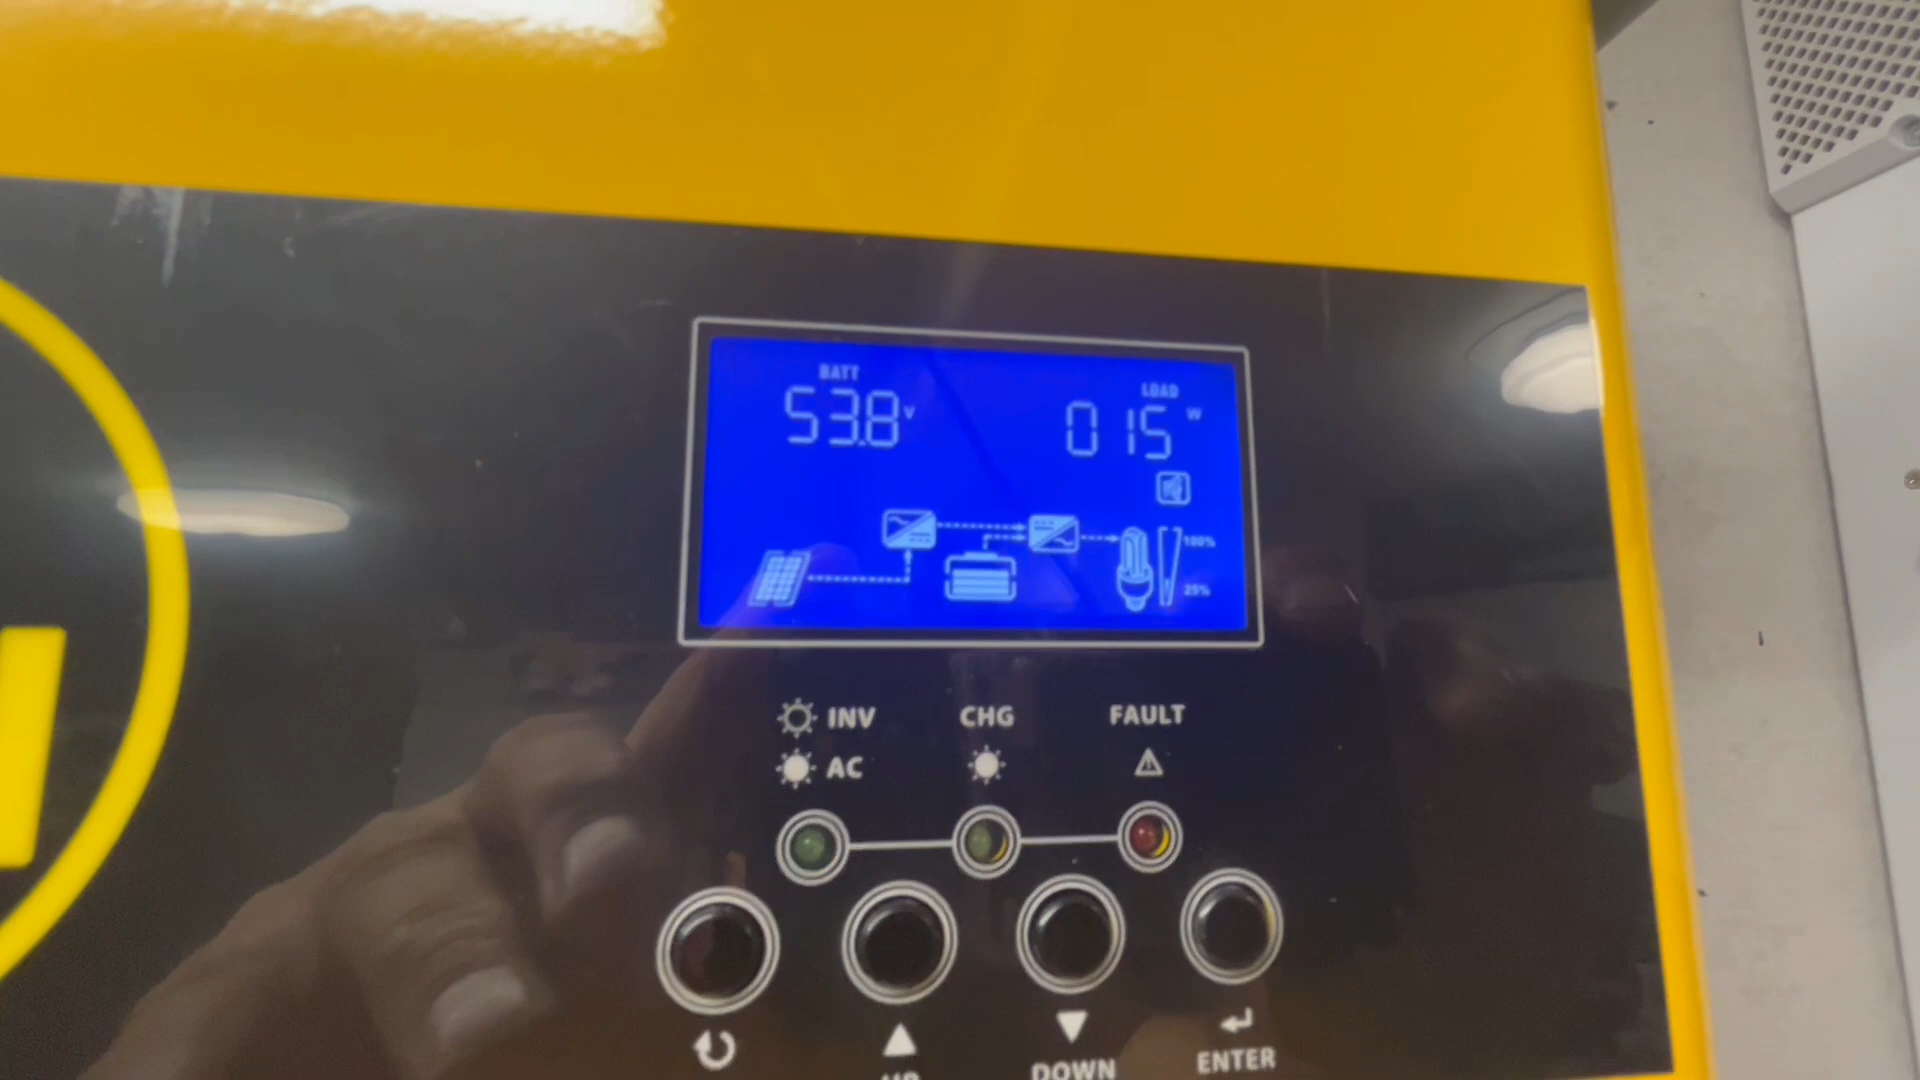 BATT
53.8 V
LOAD
015 W
100%
25%
INV
CHG
FAULT
AC
DOWN
ENTER